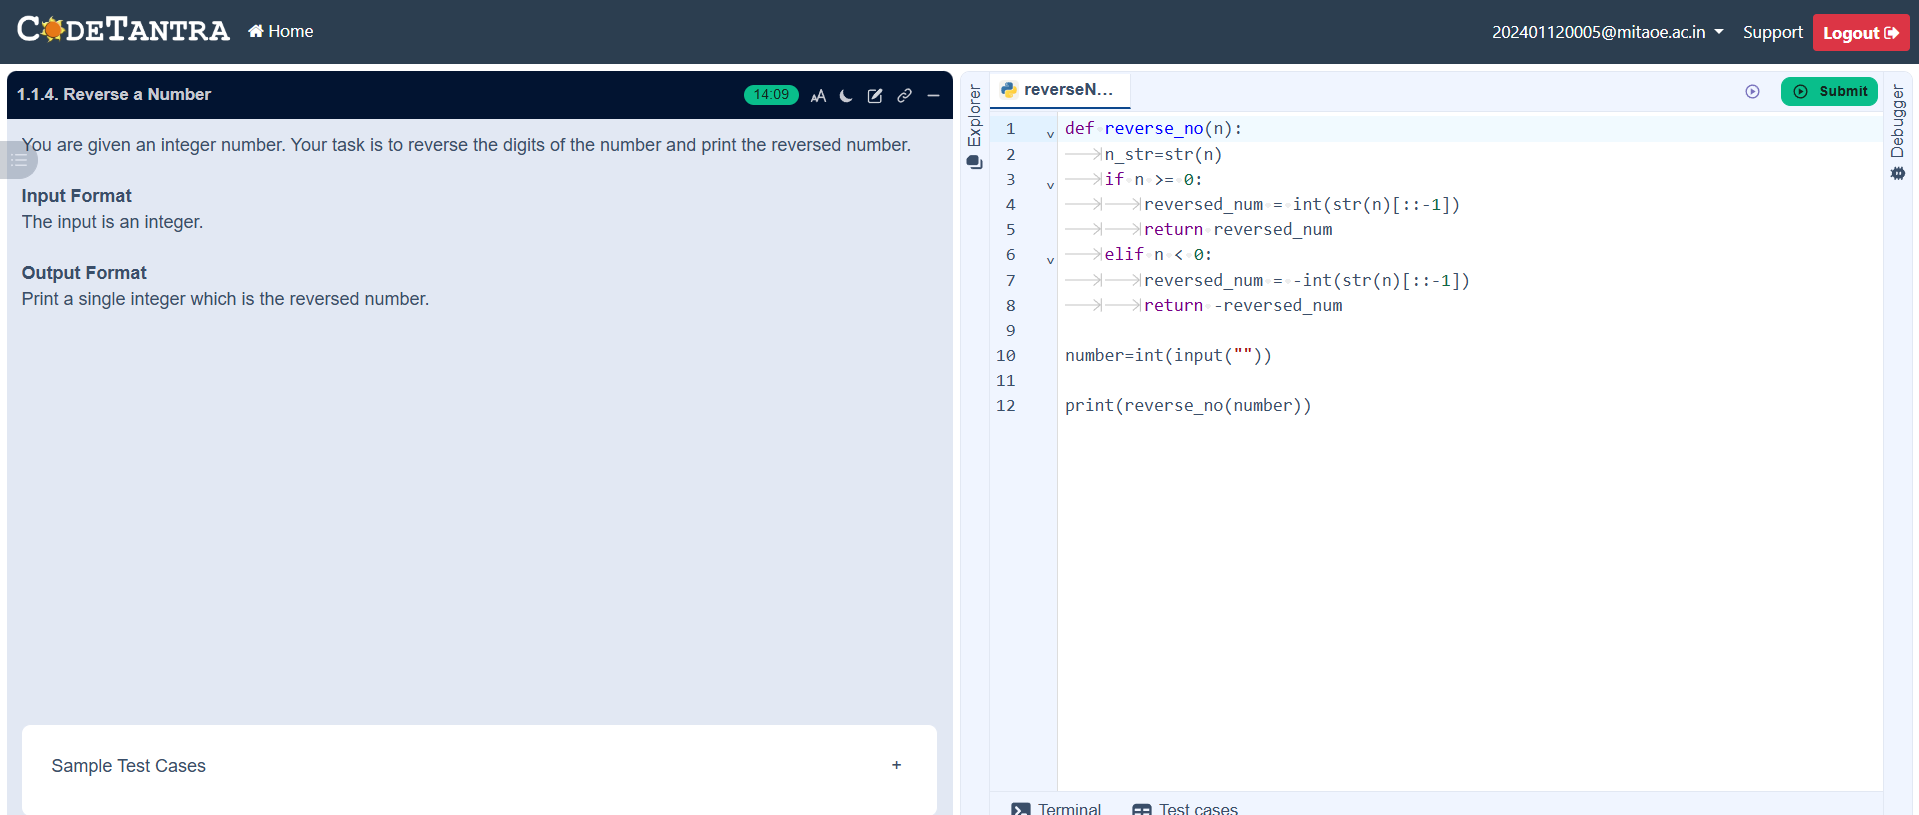 CODETANTRA
Home
202401120005@mitaoe.ac.in
Support
Logout
1.1.4. Reverse a Number
14:09
You are given an integer number. Your task is to reverse the digits of the number and print the reversed number.
Input Format
The input is an integer.
Output Format
Print a single integer which is the reversed number.
Sample Test Cases
+
Explorer
reverseN...
Submit
Debugger
1 def reverse_no(n):
2 n_str=str(n)
3 if n >= 0:
4 reversed_num = int(str(n)[::-1])
5 return reversed_num
6 elif n < 0:
7 reversed_num = -int(str(n)[::-1])
8 return -reversed_num
9
10 number=int(input(""))
11
12 print(reverse_no(number))
Terminal
Test cases